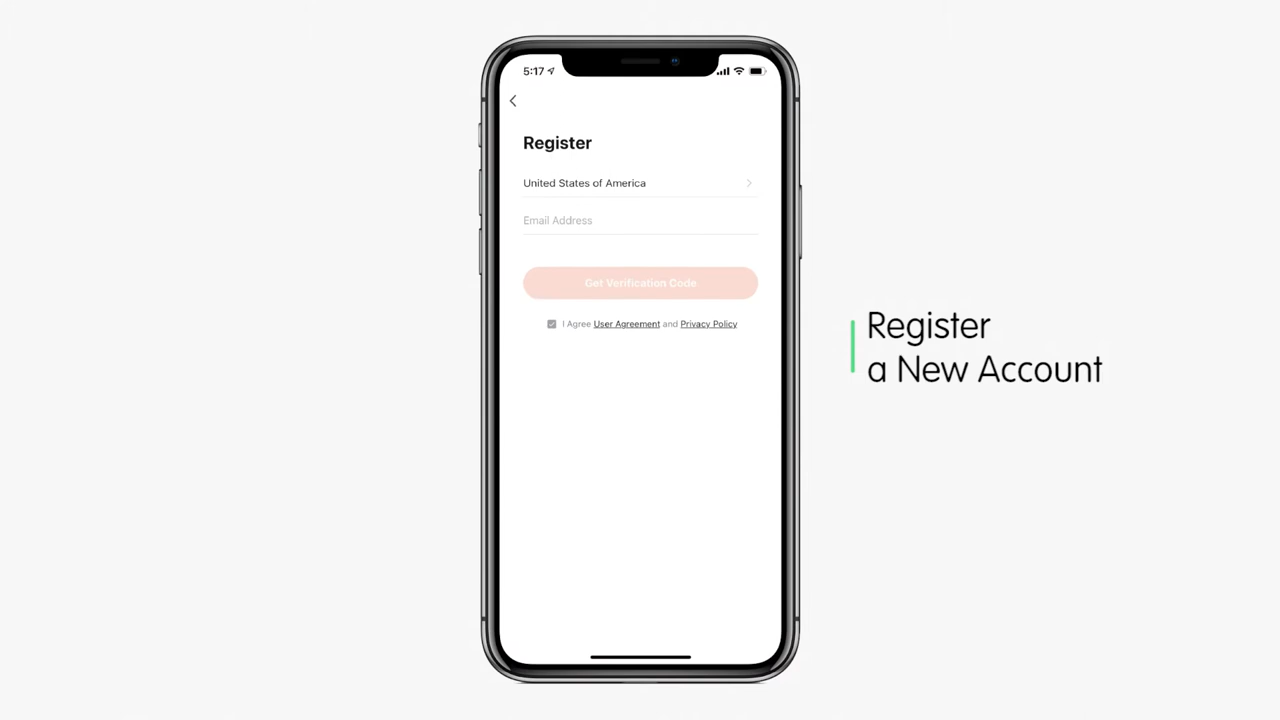 5:17
Register
United States of America
Email Address
Get Verification Code
I Agree User Agreement and Privacy Policy
Register
a New Account